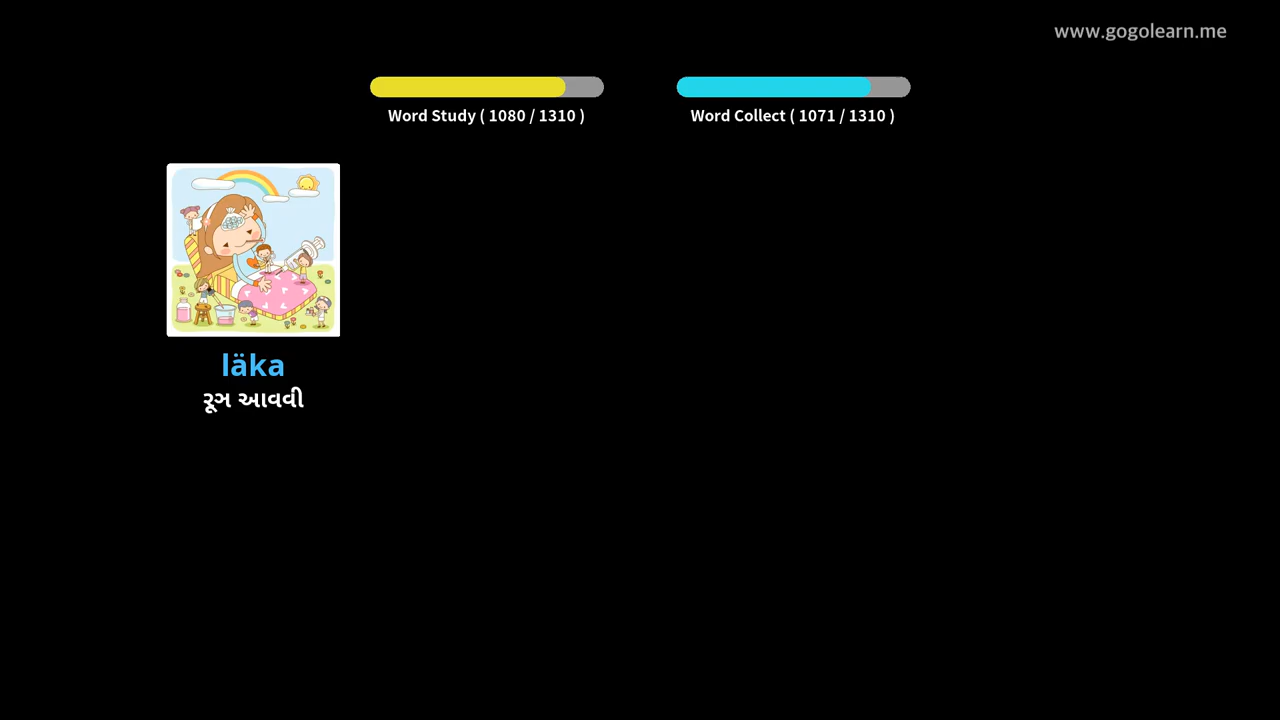 www.gogolearn.me
Word Study ( 1080 / 1310 )
Word Collect ( 1071 / 1310 )
läka
રૂઞ આવવી